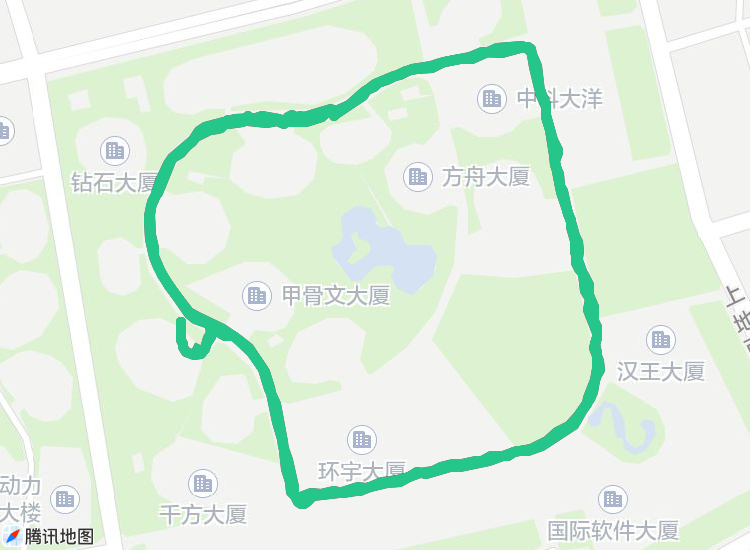 中科大洋
钻石大厦
方舟大厦
甲骨文大厦
上地
汉王大厦
环宇大厦
动力
大楼
千方大厦
国际软件大厦
腾讯地图